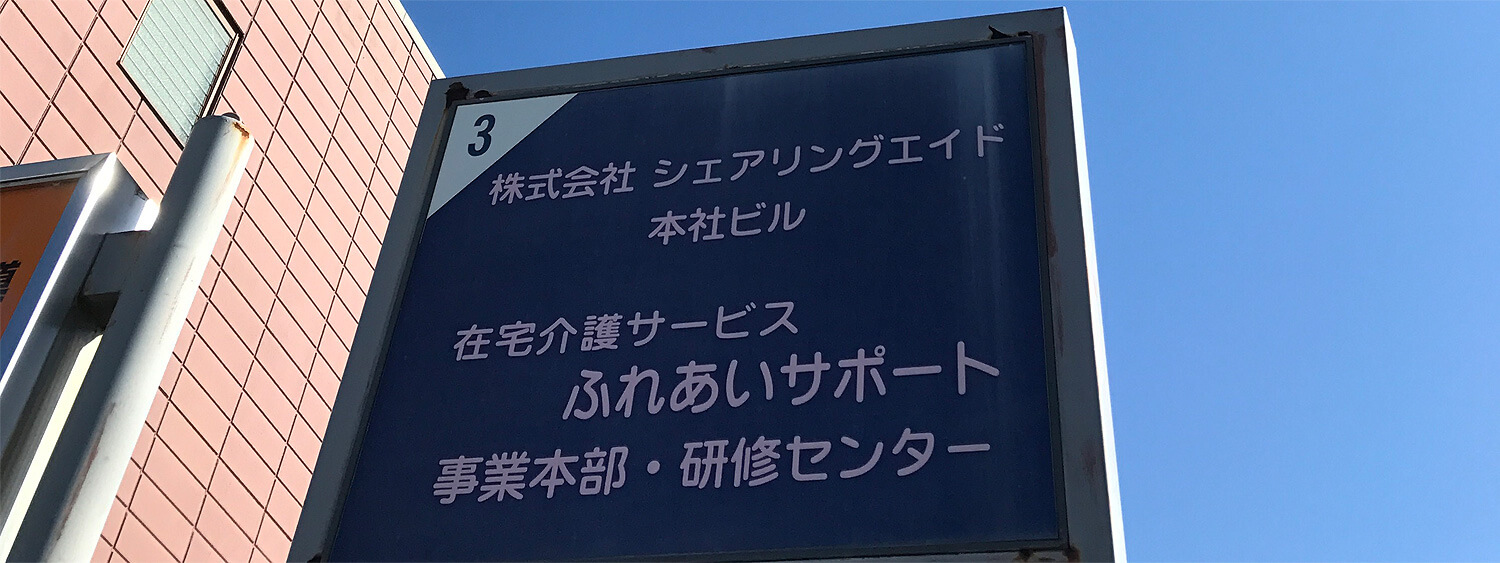 3
株式会社 シェアリングエイド
本社ビル
在宅介護サービス
ふれあいサポート
事業本部・研修センター